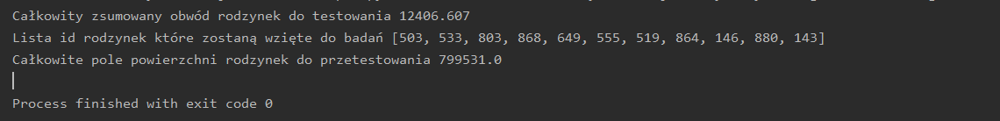 Całkowity zsumowany obwód rodzynek do testowania 12406.607
Lista id rodzynek które zostaną wzięte do badań [503, 533, 803, 868, 649, 555, 519, 864, 146, 880, 143]
Całkowite pole powierzchni rodzynek do przetestowania 799531.0
Process finished with exit code 0